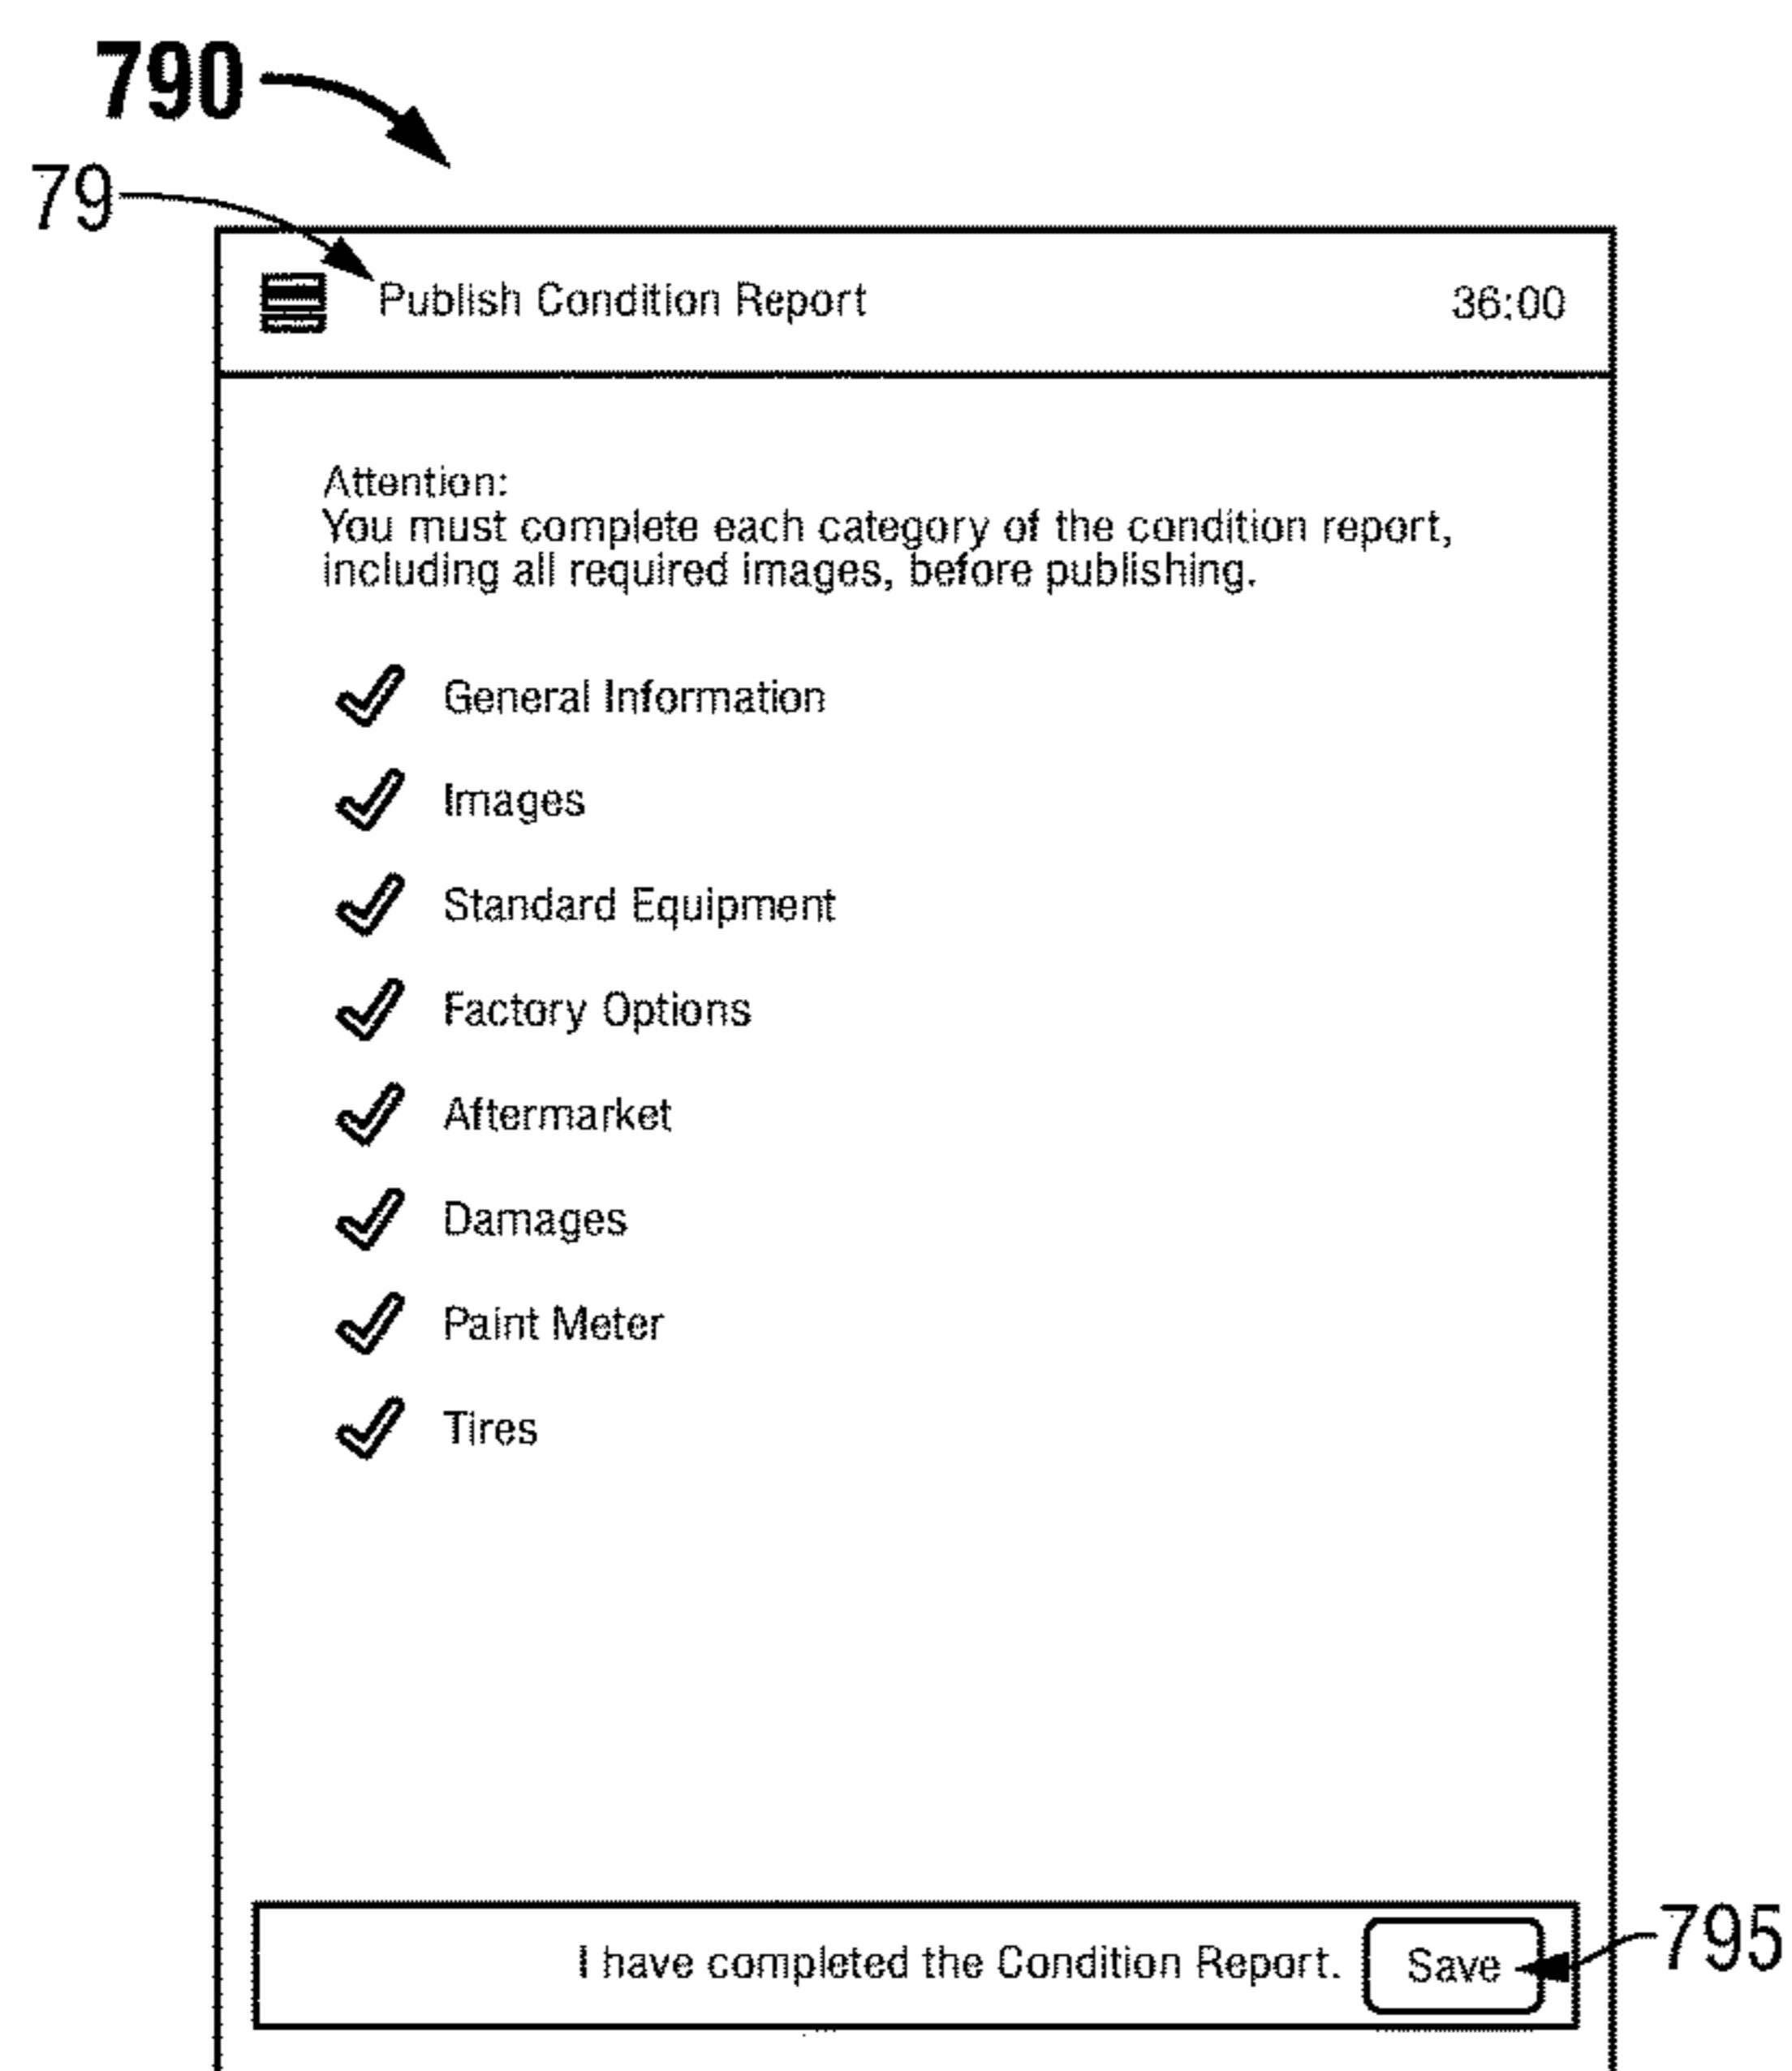 790
79
Publish Condition Report 36:00
Attention:
You must complete each category of the condition report,
including all required images, before publishing.
General Information
Images
Standard Equipment
Factory Options
Aftermarket
Damages
Paint Meter
Tires
I have completed the Condition Report. Save 795